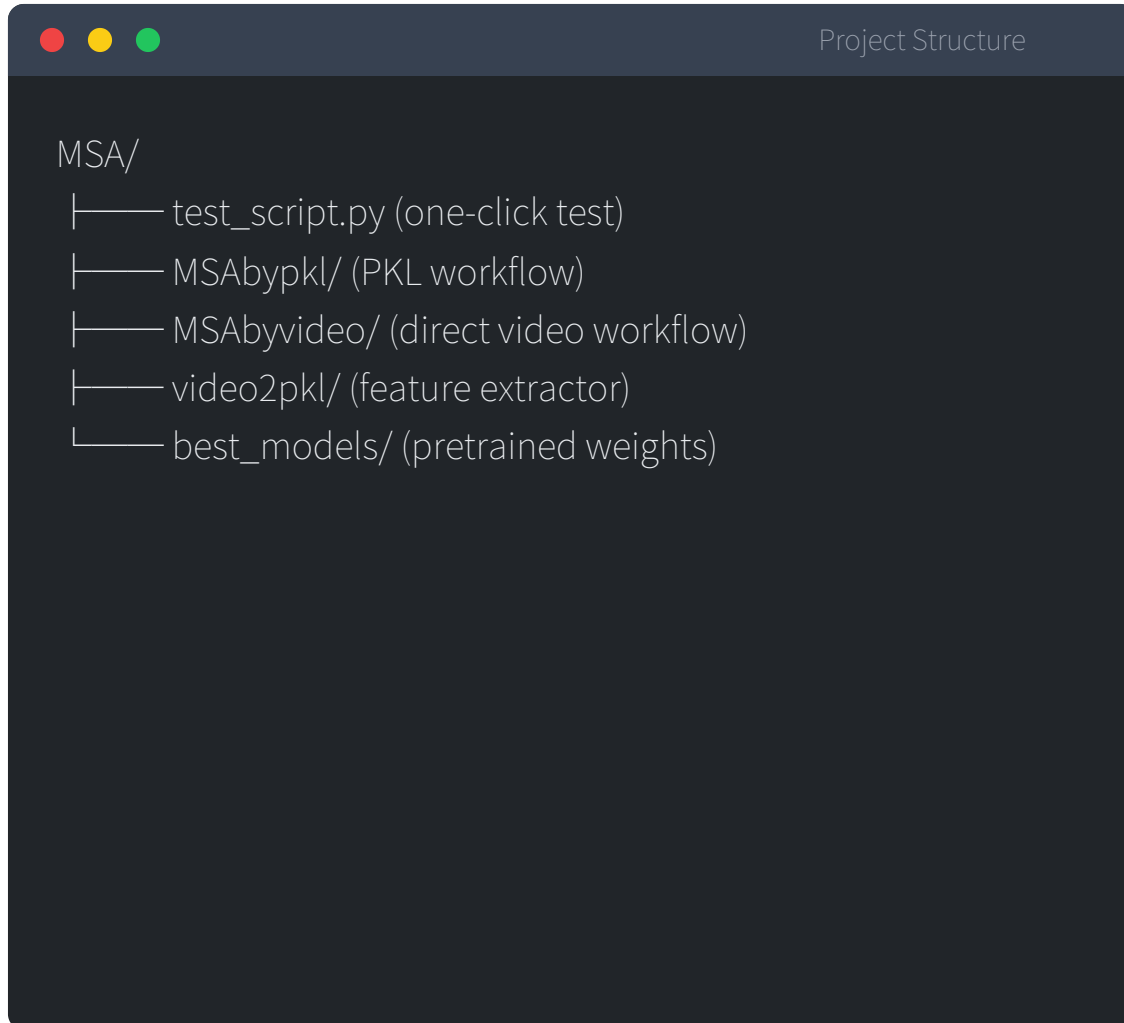 Project Structure
MSA/
├── test_script.py (one-click test)
├── MSAbypkl/ (PKL workflow)
├── MSAbyvideo/ (direct video workflow)
├── video2pkl/ (feature extractor)
└── best_models/ (pretrained weights)